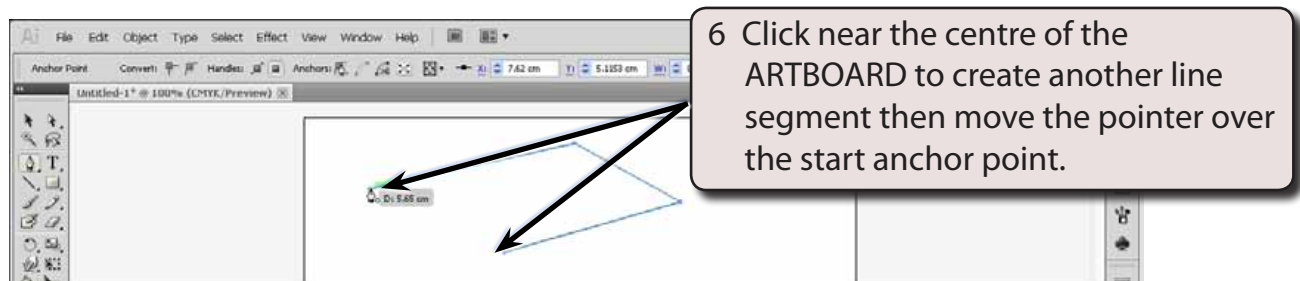 Ai File Edit Object Type Select Effect View Window Help
Anchor Point Convert: Handles: Anchors: X: 7.62 cm Y: 5.1153 cm W:
Untitled-1* @ 100% (CMYK/Preview)
D: 5.65 cm
6 Click near the centre of the
ARTBOARD to create another line
segment then move the pointer over
the start anchor point.